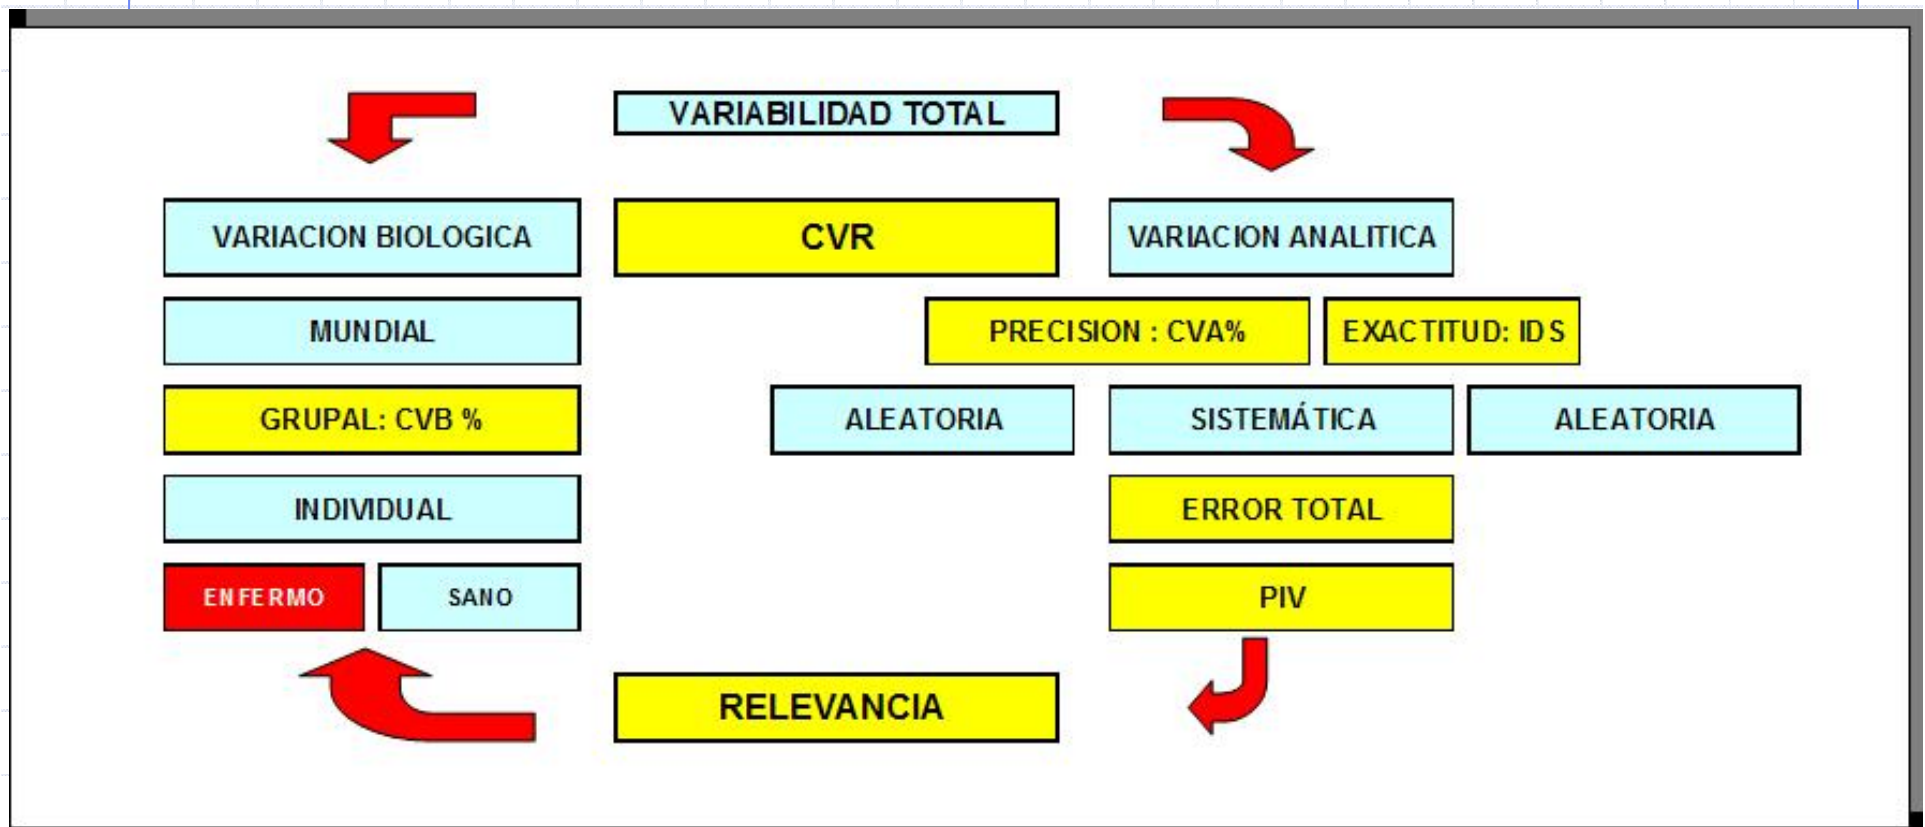 VARIABILIDAD TOTAL
VARIACION BIOLOGICA
CVR
VARIACION ANALITICA
MUNDIAL
PRECISION : CVA%
EXACTITUD: IDS
GRUPAL: CVB %
ALEATORIA
SISTEMÁTICA
ALEATORIA
INDIVIDUAL
ERROR TOTAL
ENFERMO
SANO
PIV
RELEVANCIA